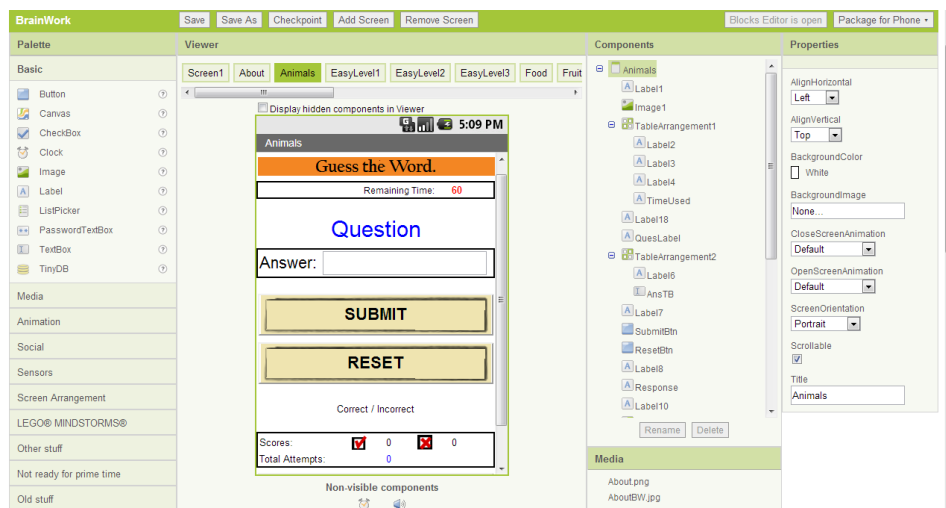 BrainWork
Save Save As Checkpoint Add Screen Remove Screen Blocks Editor is open Package for Phone
Palette
Basic
Button
Canvas
CheckBox
Clock
Image
Label
ListPicker
PasswordTextBox
TextBox
TinyDB
Media
Animation
Social
Sensors
Screen Arrangement
LEGO® MINDSTORMS®
Other stuff
Not ready for prime time
Old stuff
Viewer
Screen1 About Animals EasyLevel1 EasyLevel2 EasyLevel3 Food Fruit
Display hidden components in Viewer
5:09 PM
Animals
Guess the Word.
Remaining Time: 60
Question
Answer:
SUBMIT
RESET
Correct / Incorrect
Scores: 0 0
Total Attempts: 0
Non-visible components
Components
Animals
Label1
Image1
TableArrangement1
Label2
Label3
Label4
TimeUsed
Label18
QuesLabel
TableArrangement2
Label6
AnsTB
Label7
SubmitBtn
ResetBtn
Label8
Response
Label10
Rename Delete
Media
About.png
AboutBW.jpg
Properties
AlignHorizontal
Left
AlignVertical
Top
BackgroundColor
White
BackgroundImage
None...
CloseScreenAnimation
Default
OpenScreenAnimation
Default
ScreenOrientation
Portrait
Scrollable
Title
Animals